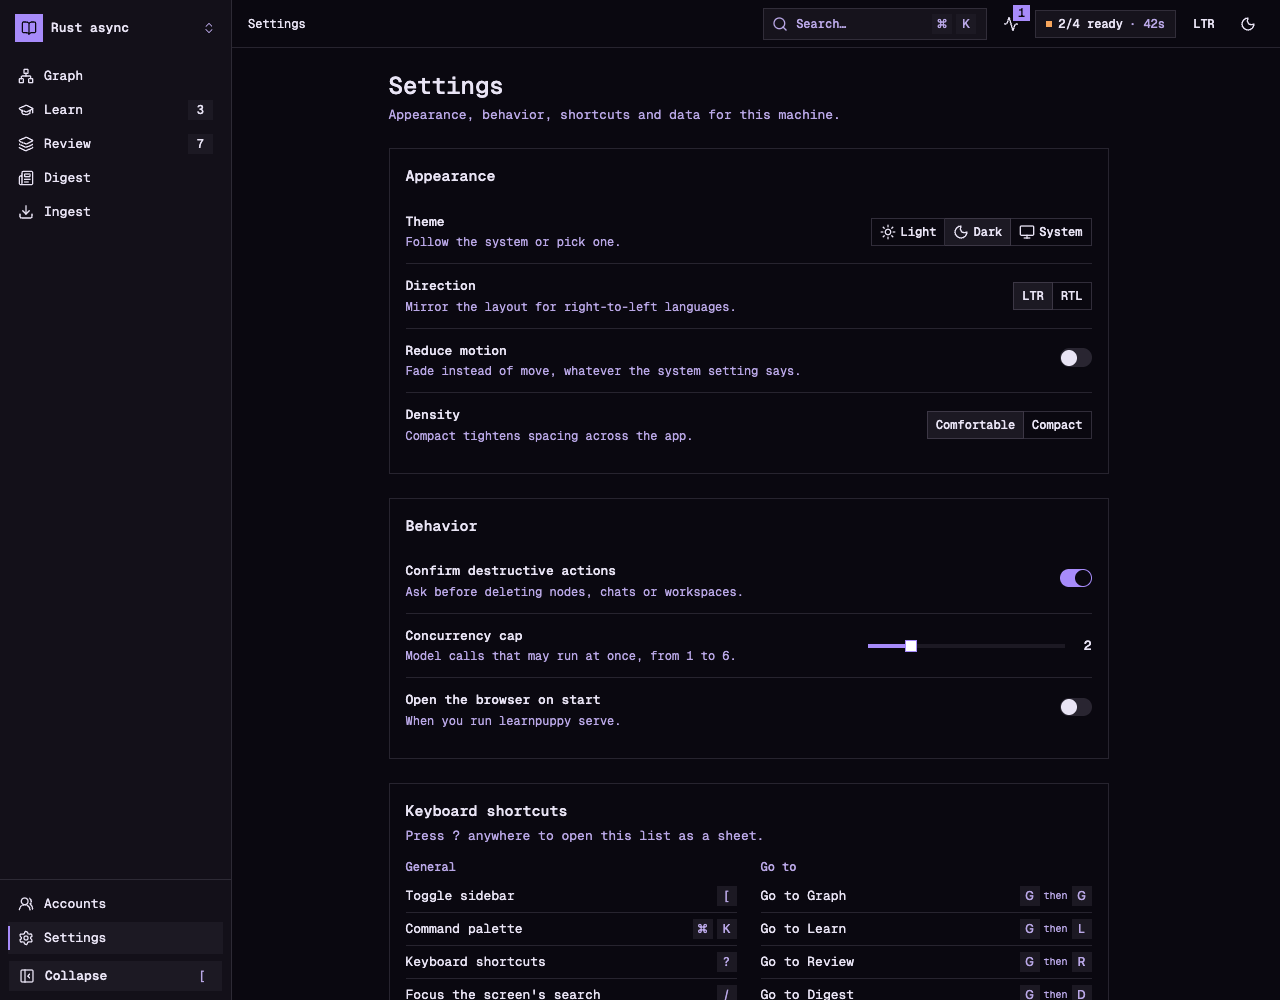 Rust async
Graph
Learn 3
Review 7
Digest
Ingest
Accounts
Settings
Collapse [
Settings
Search… ⌘ K
1
2/4 ready · 42s
LTR
Settings
Appearance, behavior, shortcuts and data for this machine.
Appearance
Theme
Follow the system or pick one.
Light Dark System
Direction
Mirror the layout for right-to-left languages.
LTR RTL
Reduce motion
Fade instead of move, whatever the system setting says.
Density
Compact tightens spacing across the app.
Comfortable Compact
Behavior
Confirm destructive actions
Ask before deleting nodes, chats or workspaces.
Concurrency cap
Model calls that may run at once, from 1 to 6.
2
Open the browser on start
When you run learnpuppy serve.
Keyboard shortcuts
Press ? anywhere to open this list as a sheet.
General
Toggle sidebar [
Command palette ⌘ K
Keyboard shortcuts ?
Focus the screen's search /
Go to
Go to Graph G then G
Go to Learn G then L
Go to Review G then R
Go to Digest G then D